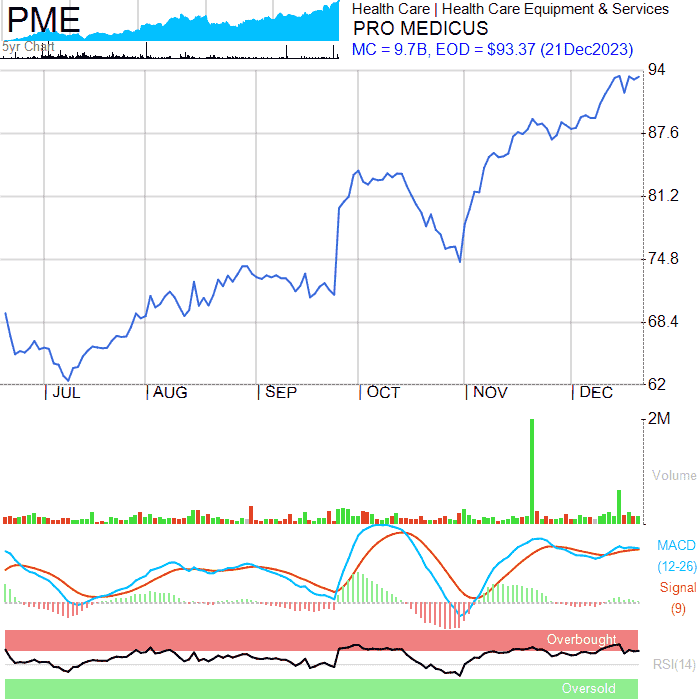 PME
5yr Chart
Health Care | Health Care Equipment & Services
PRO MEDICUS
MC = 9.7B, EOD = $93.37 (21Dec2023)
94
87.6
81.2
74.8
68.4
62
JUL AUG SEP OCT NOV DEC
2M
Volume
MACD
(12-26)
Signal
(9)
Overbought
RSI(14)
Oversold